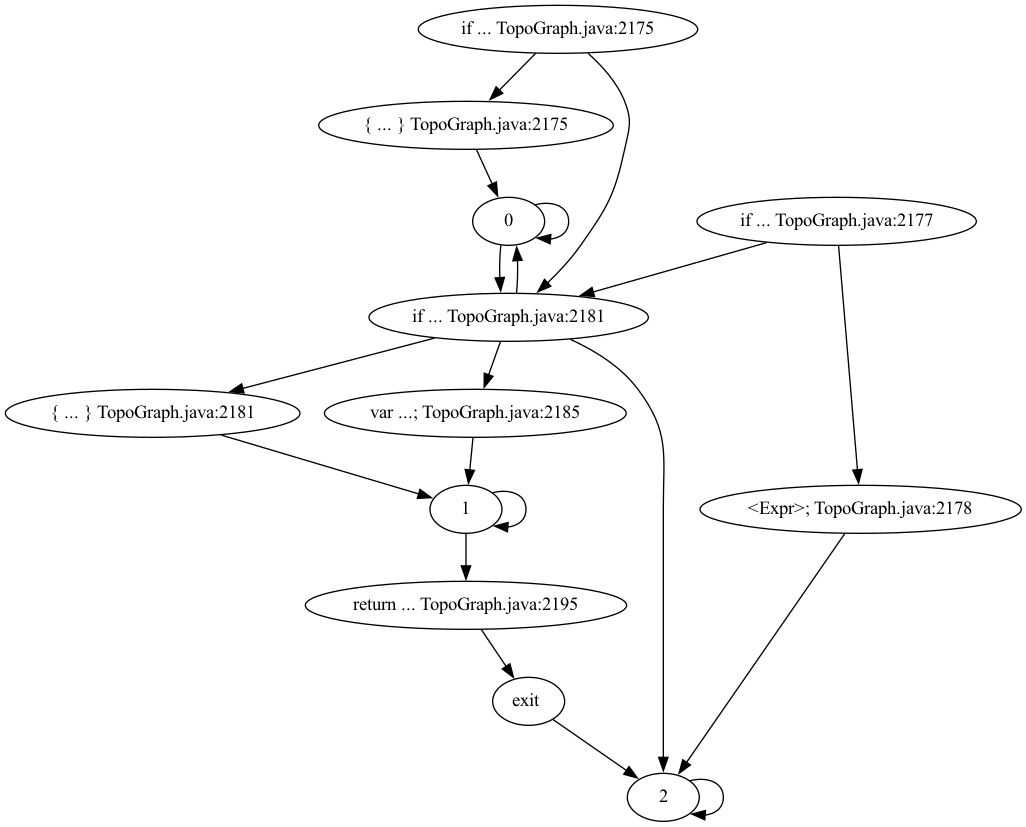 if ... TopoGraph.java:2175
{ ... } TopoGraph.java:2175
0
if ... TopoGraph.java:2177
if ... TopoGraph.java:2181
{ ... } TopoGraph.java:2181
var ...; TopoGraph.java:2185
1
<Expr>; TopoGraph.java:2178
return ... TopoGraph.java:2195
exit
2